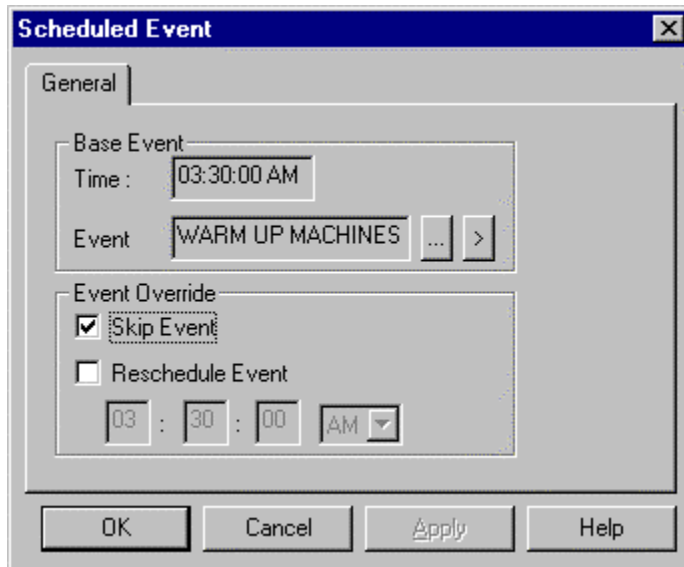 Scheduled Event
General
Base Event
Time : 03:30:00 AM
Event WARM UP MACHINES ... >
Event Override
Skip Event
Reschedule Event
03 : 30 : 00 AM
OK Cancel Apply Help